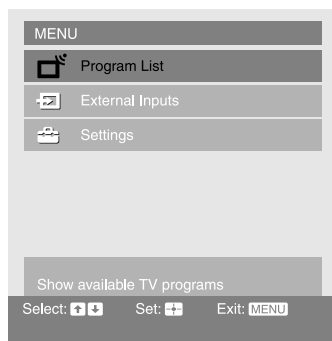 MENU
Program List
External Inputs
Settings
Show available TV programs
Select: Set: Exit: MENU